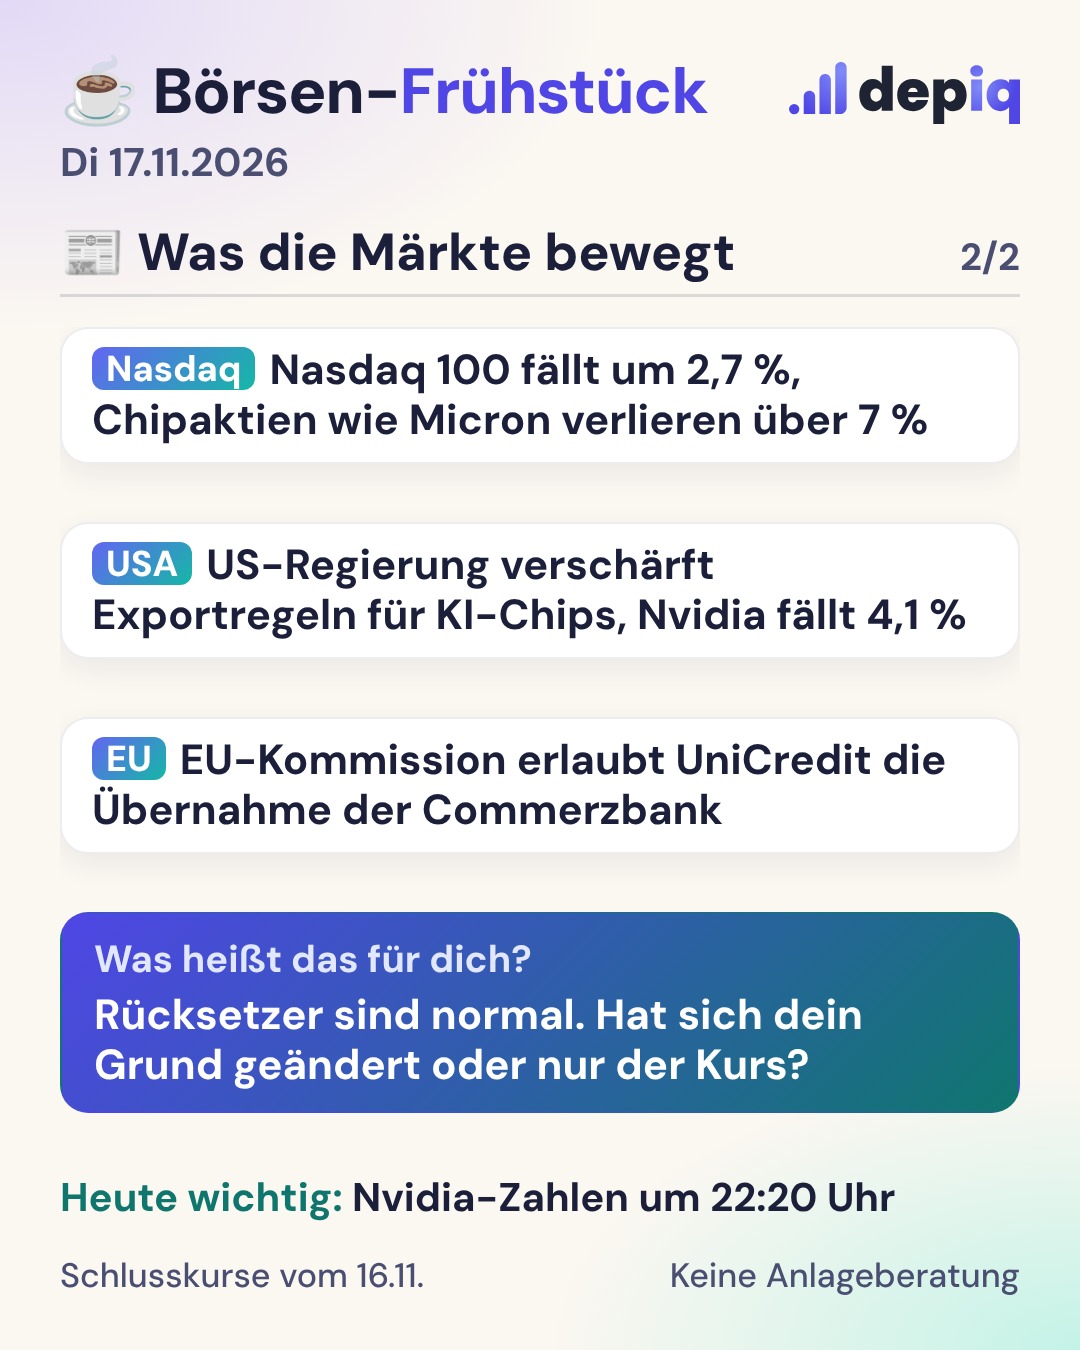 Börsen-Frühstück
depiq
Di 17.11.2026
Was die Märkte bewegt
2/2
Nasdaq Nasdaq 100 fällt um 2,7 %,
Chipaktien wie Micron verlieren über 7 %
USA US-Regierung verschärft
Exportregeln für KI-Chips, Nvidia fällt 4,1 %
EU EU-Kommission erlaubt UniCredit die
Übernahme der Commerzbank
Was heißt das für dich?
Rücksetzer sind normal. Hat sich dein
Grund geändert oder nur der Kurs?
Heute wichtig: Nvidia-Zahlen um 22:20 Uhr
Schlusskurse vom 16.11.
Keine Anlageberatung